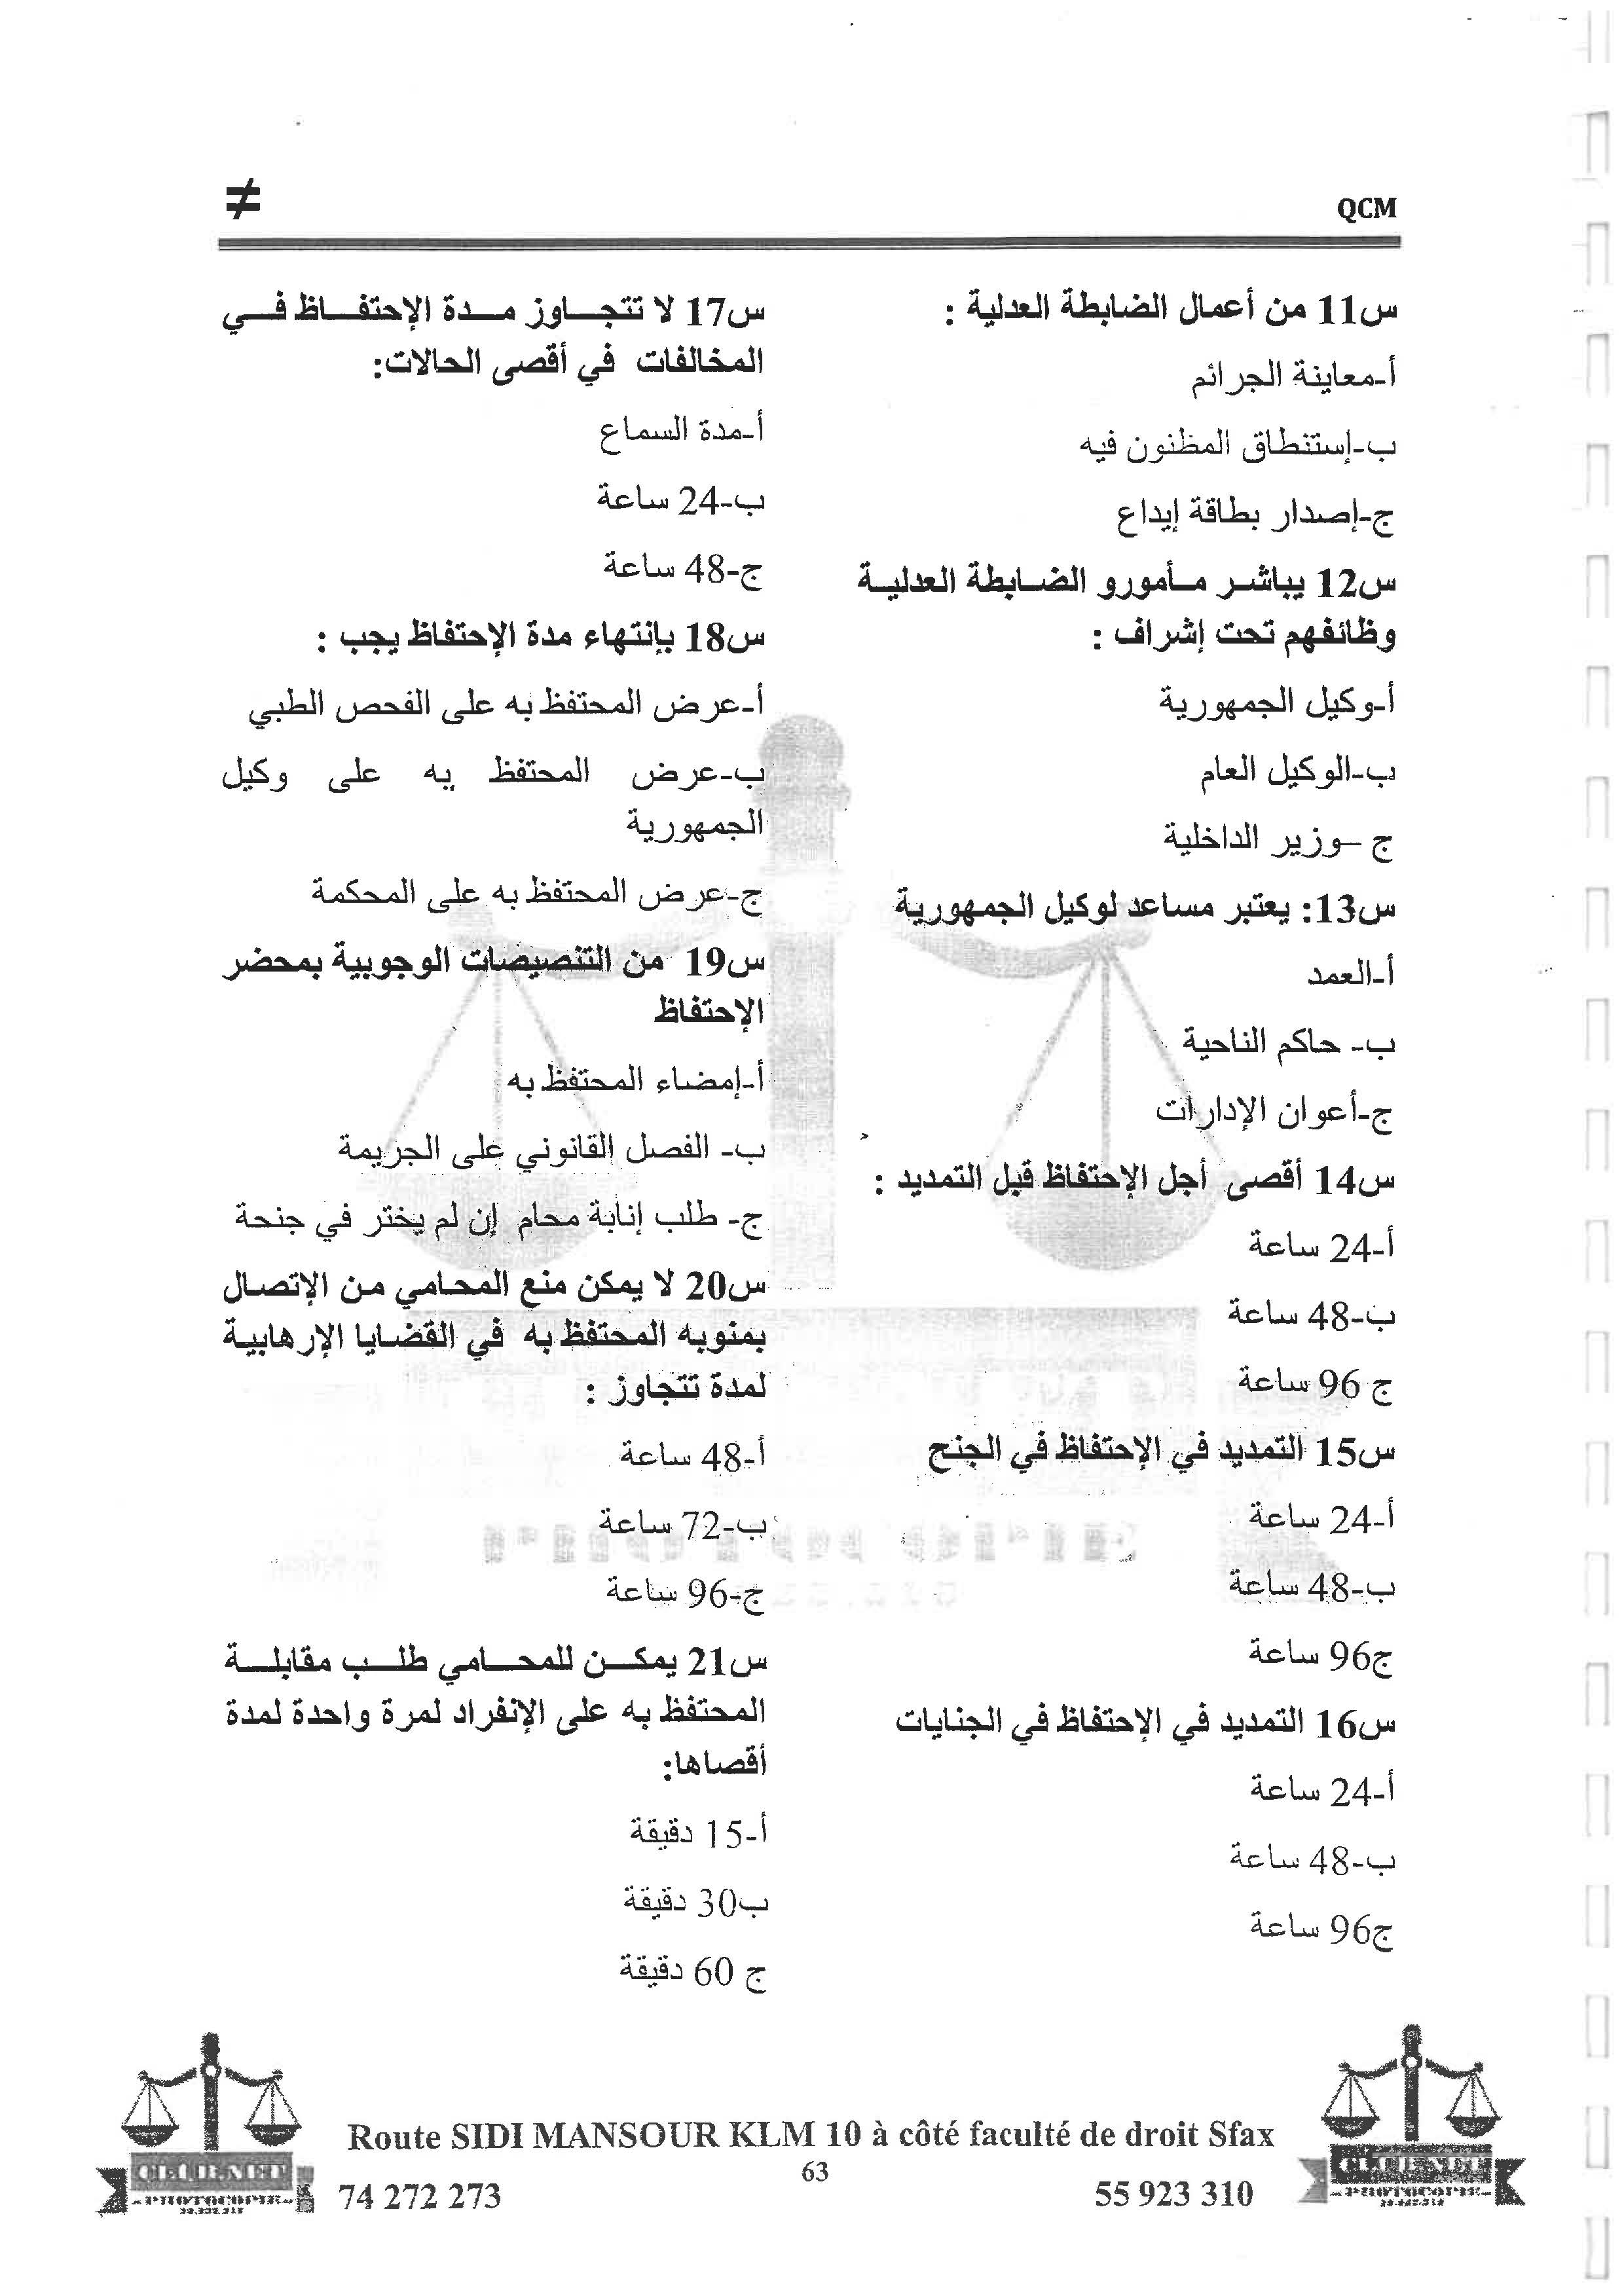 ≠
QCM
س11 من أعمال الضابطة العدلية :
أ-معاينة الجرائم
ب-إستنطاق المظنون فيه
ج-إصدار بطاقة إيداع
س12 يباشر مأمورو الضابطة العدلية
وظائفهم تحت إشراف :
أ-وكيل الجمهورية
ب-الوكيل العام
ج –وزير الداخلية
س13: يعتبر مساعد لوكيل الجمهورية
أ-العمد
ب- حاكم الناحية
ج-أعوان الإدارات
س14 أقصى أجل الإحتفاظ قبل التمديد :
أ-24 ساعة
ب-48 ساعة
ج 96 ساعة
س15 التمديد في الإحتفاظ في الجنح
أ-24 ساعة
ب-48 ساعة
ج96 ساعة
س16 التمديد في الإحتفاظ في الجنايات
أ-24 ساعة
ب-48 ساعة
ج96 ساعة
س17 لا تتجاوز مدة الإحتفاظ في
المخالفات في أقصى الحالات:
أ-مدة السماع
ب-24 ساعة
ج-48 ساعة
س18 بإنتهاء مدة الإحتفاظ يجب :
أ-عرض المحتفظ به على الفحص الطبي
ب-عرض المحتفظ يه على وكيل
الجمهورية
ج-عرض المحتفظ به على المحكمة
س19 من التنصيصات الوجوبية بمحضر
الإحتفاظ
أ-إمضاء المحتفظ به
ب- الفصل القانوني على الجريمة
ج- طلب إنابة محام إن لم يختر في جنحة
س20 لا يمكن منع المحامي من الإتصال
بمنوبه المحتفظ به في القضايا الإرهابية
لمدة تتجاوز :
أ-48 ساعة
ب-72 ساعة
ج-96 ساعة
س21 يمكن للمحامي طلب مقابلة
المحتفظ به على الإنفراد لمرة واحدة لمدة
أقصاها:
أ-15 دقيقة
ب30 دقيقة
ج 60 دقيقة
Route SIDI MANSOUR KLM 10 à côté faculté de droit Sfax
63
74 272 273
55 923 310
PHOTOCOPIE
PHOTOCOPIE